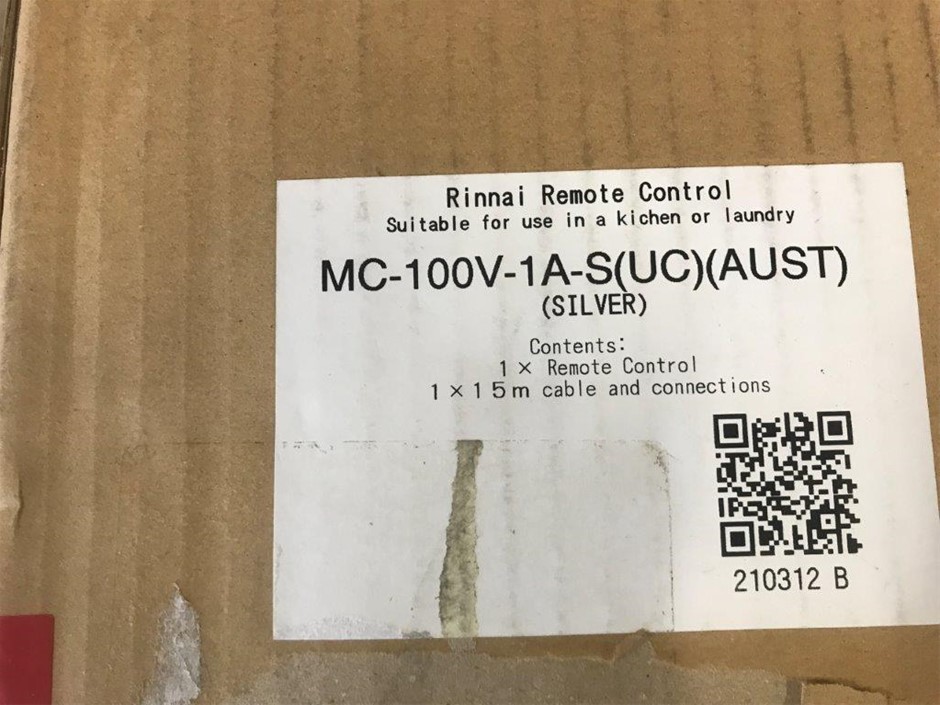 Rinnai Remote Control
Suitable for use in a kichen or laundry
MC-100V-1A-S(UC)(AUST)
(SILVER)
Contents:
1 × Remote Control
1 × 15m cable and connections
210312 B